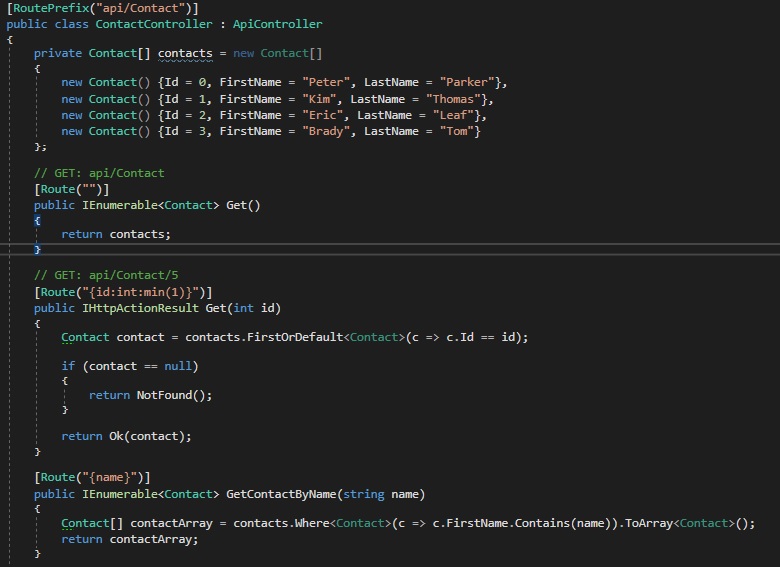 [RoutePrefix("api/Contact")]
public class ContactController : ApiController
{
    private Contact[] contacts = new Contact[]
    {
        new Contact() {Id = 0, FirstName = "Peter", LastName = "Parker"},
        new Contact() {Id = 1, FirstName = "Kim", LastName = "Thomas"},
        new Contact() {Id = 2, FirstName = "Eric", LastName = "Leaf"},
        new Contact() {Id = 3, FirstName = "Brady", LastName = "Tom"}
    };
    // GET: api/Contact
    [Route("")]
    public IEnumerable<Contact> Get()
    {
        return contacts;
    }
    // GET: api/Contact/5
    [Route("{id:int:min(1)}")]
    public IHttpActionResult Get(int id)
    {
        Contact contact = contacts.FirstOrDefault<Contact>(c => c.Id == id);
        if (contact == null)
        {
            return NotFound();
        }
        return Ok(contact);
    }
    [Route("{name}")]
    public IEnumerable<Contact> GetContactByName(string name)
    {
        Contact[] contactArray = contacts.Where<Contact>(c => c.FirstName.Contains(name)).ToArray<Contact>();
        return contactArray;
    }